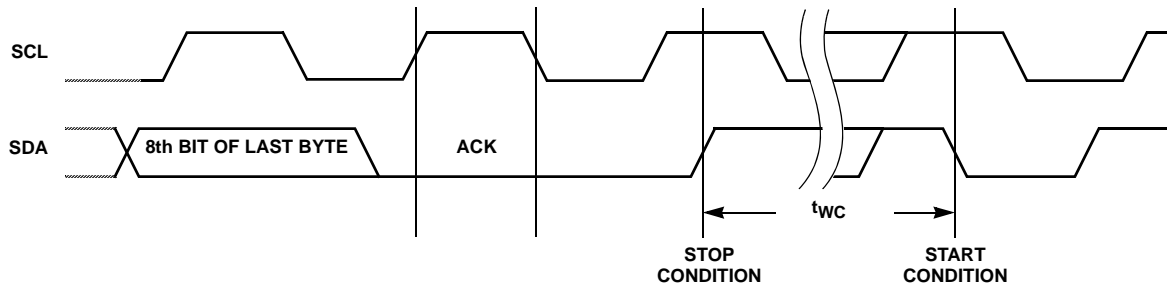 SCL
SDA
8th BIT OF LAST BYTE
ACK
tWC
STOP
CONDITION
START
CONDITION